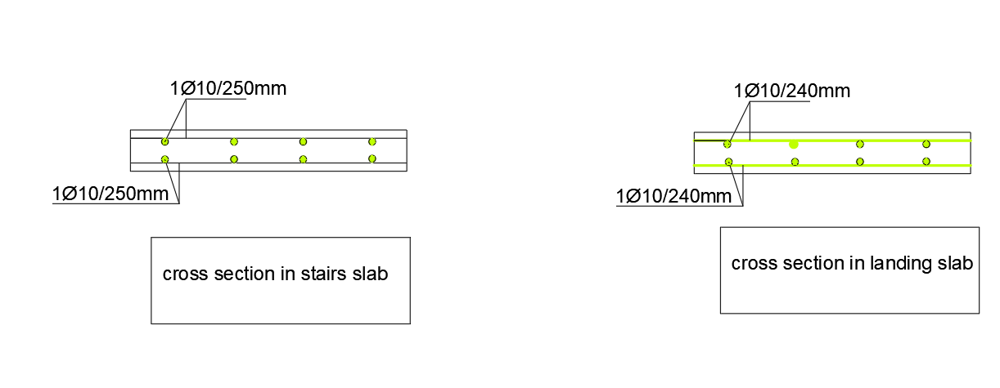 1Ø10/250mm
1Ø10/250mm
cross section in stairs slab
1Ø10/240mm
1Ø10/240mm
cross section in landing slab